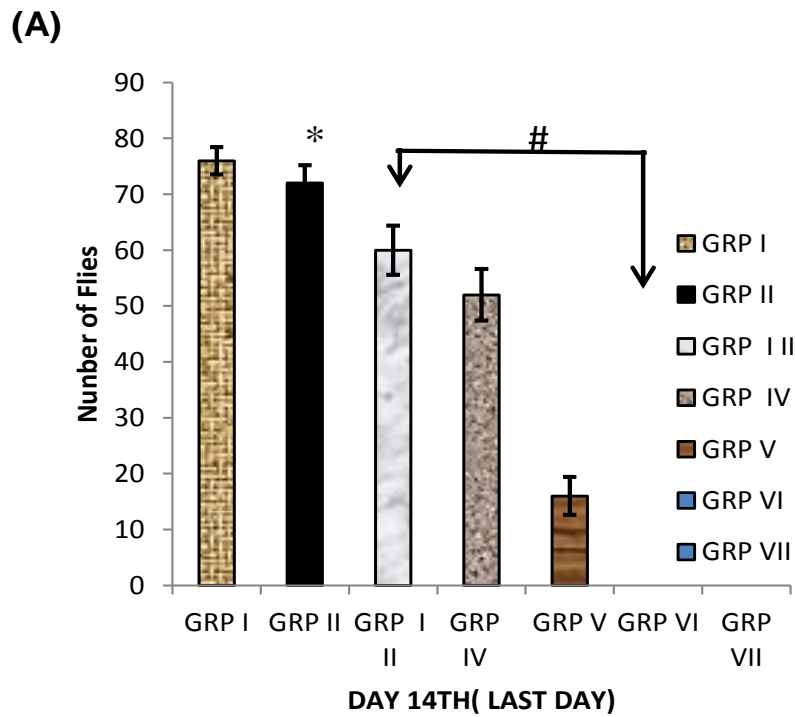 (A)
90
80
70
60
50
40
30
20
10
0
Nunber of Flies
*
#
GRP I
GRP II
GRP I
II
GRP
IV
GRP V
GRP VI
GRP
VII
DAY 14TH( LAST DAY)
GRP I
GRP II
GRP I II
GRP IV
GRP V
GRP VI
GRP VII